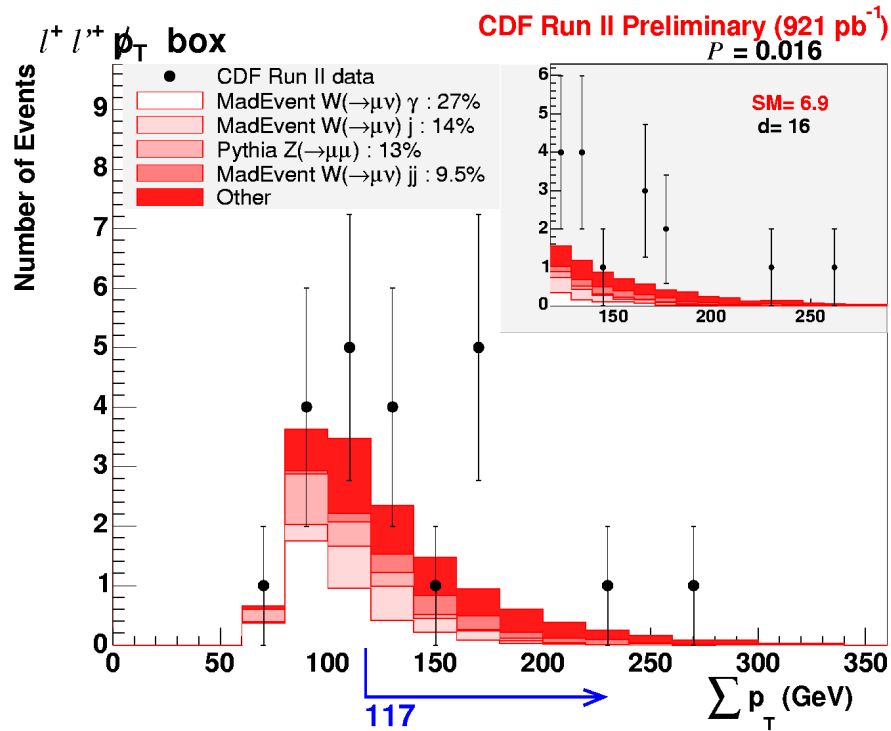 CDF Run II Preliminary (921 pb⁻¹)
l⁺ l'⁺ p̸_T box
P = 0.016
CDF Run II data
MadEvent W(→μν) γ : 27%
MadEvent W(→μν) j : 14%
Pythia Z(→μμ) : 13%
MadEvent W(→μν) jj : 9.5%
Other
SM= 6.9
d= 16
6
5
4
3
2
1
0
150 200 250
Number of Events
9
8
7
6
5
4
3
2
1
0
0 50 100 150 200 250 300 350
∑ p_T (GeV)
117